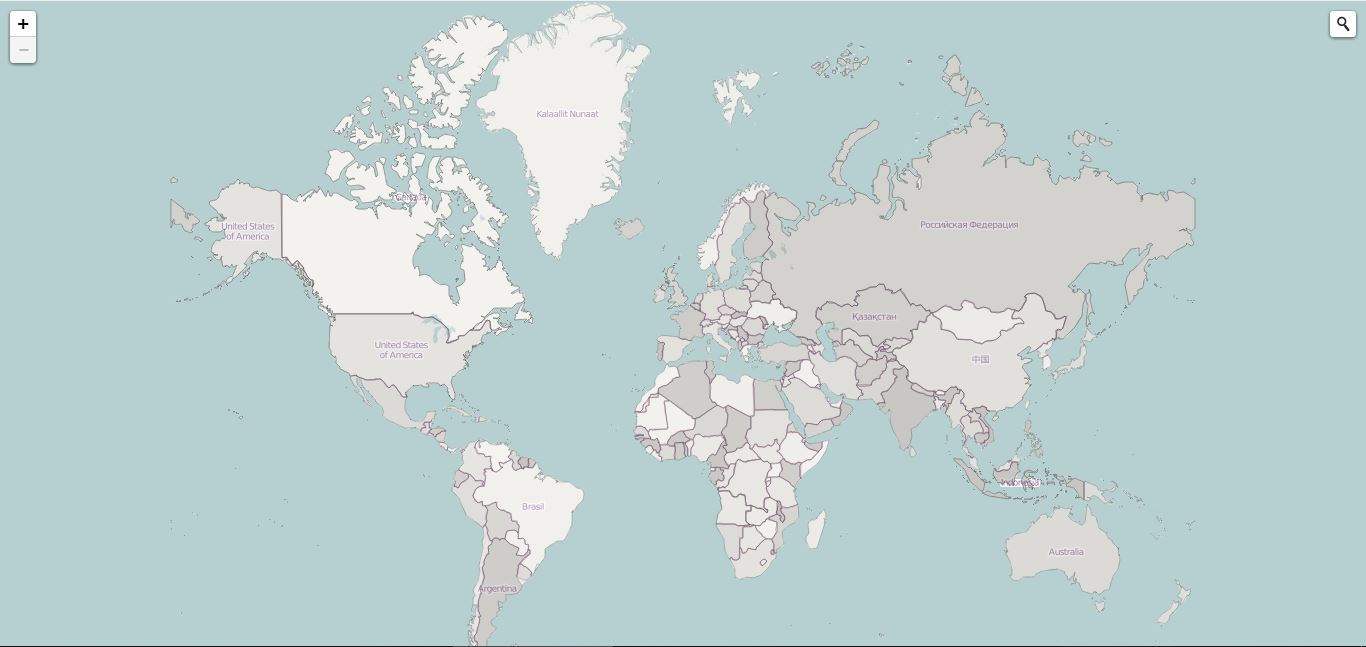 +
−
Kalaallit Nunaat
Canada
United States
of America
Российская Федерация
Қазақстан
United States
of America
中国
Indonesia
Brasil
Australia
Argentina